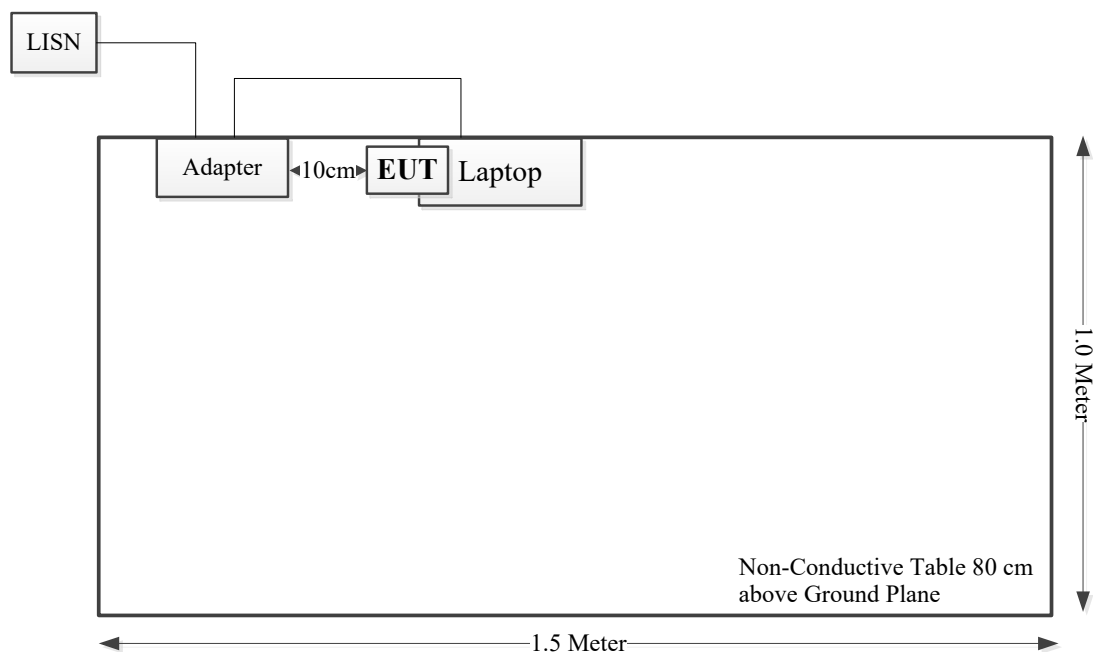 LISN
Adapter
10cm
EUT
Laptop
1.0 Meter
Non-Conductive Table 80 cm
above Ground Plane
1.5 Meter